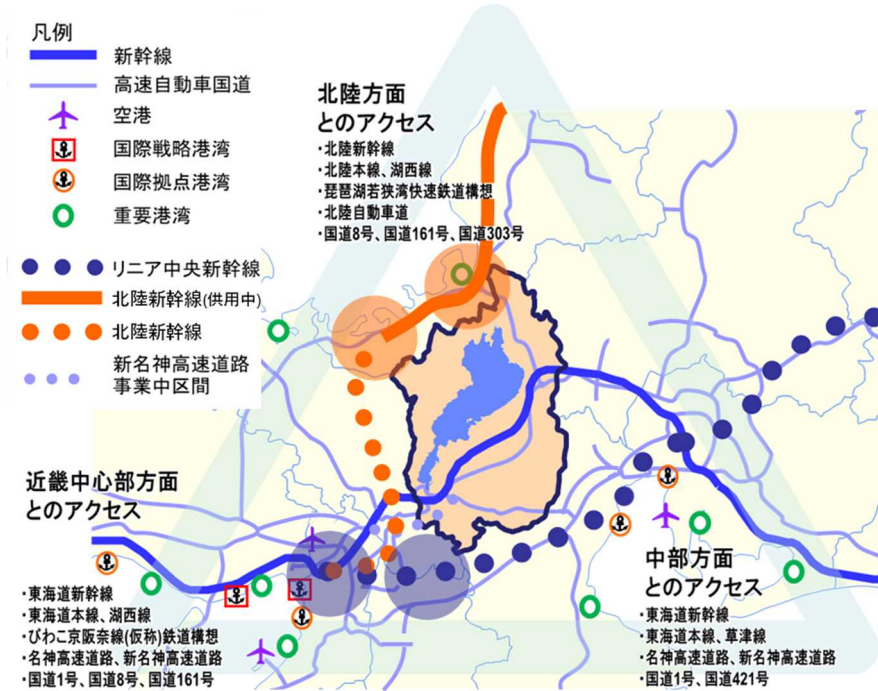 凡例
新幹線
高速自動車国道
空港
国際戦略港湾
国際拠点港湾
重要港湾
リニア中央新幹線
北陸新幹線(供用中)
北陸新幹線
新名神高速道路
事業中区間
北陸方面
とのアクセス
・北陸新幹線
・北陸本線、湖西線
・琵琶湖若狭湾快速鉄道構想
・北陸自動車道
・国道8号、国道161号、国道303号
近畿中心部方面
とのアクセス
・東海道新幹線
・東海道本線、湖西線
・びわこ京阪奈線(仮称)鉄道構想
・名神高速道路、新名神高速道路
・国道1号、国道8号、国道161号
中部方面
とのアクセス
・東海道新幹線
・東海道本線、草津線
・名神高速道路、新名神高速道路
・国道1号、国道421号